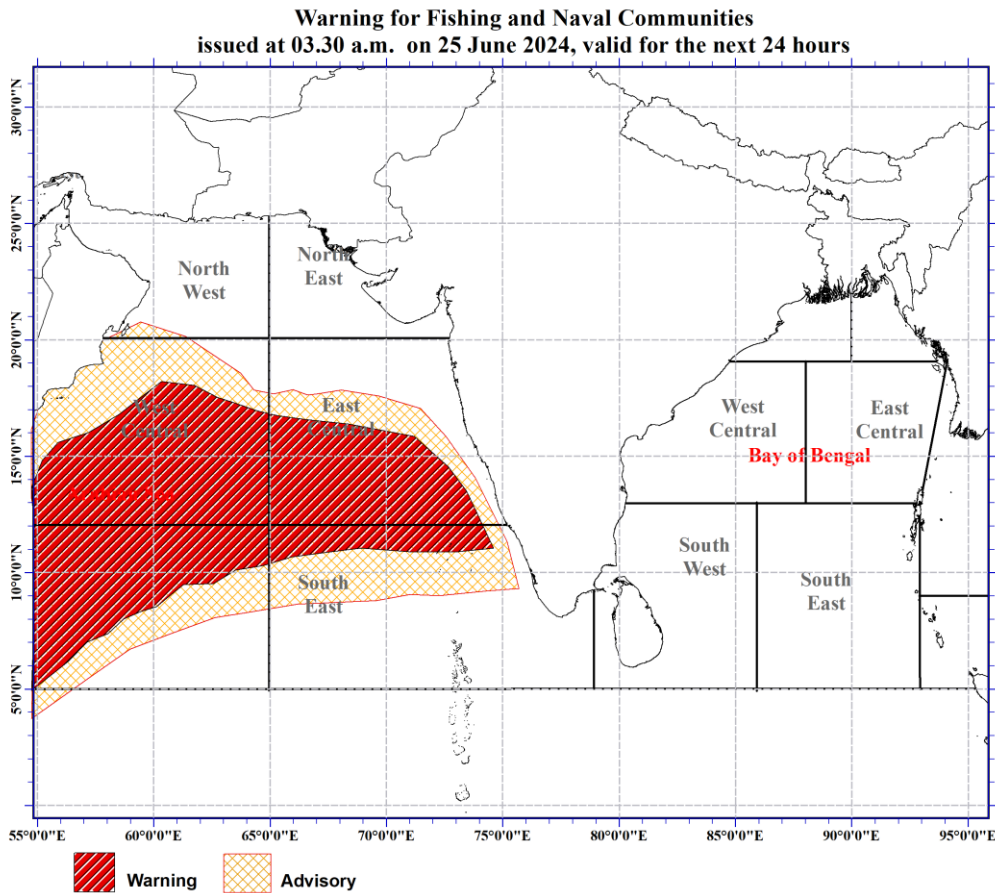 Warning for Fishing and Naval Communities
issued at 03.30 a.m. on 25 June 2024, valid for the next 24 hours
30°0'0"N
25°0'0"N
20°0'0"N
15°0'0"N
10°0'0"N
5°0'0"N
North
West
North
East
West
Central
East
Central
South
East
West
Central
East
Central
Bay of Bengal
South
West
South
East
55°0'0"E
60°0'0"E
65°0'0"E
70°0'0"E
75°0'0"E
80°0'0"E
85°0'0"E
90°0'0"E
95°0'0"E
Warning
Advisory